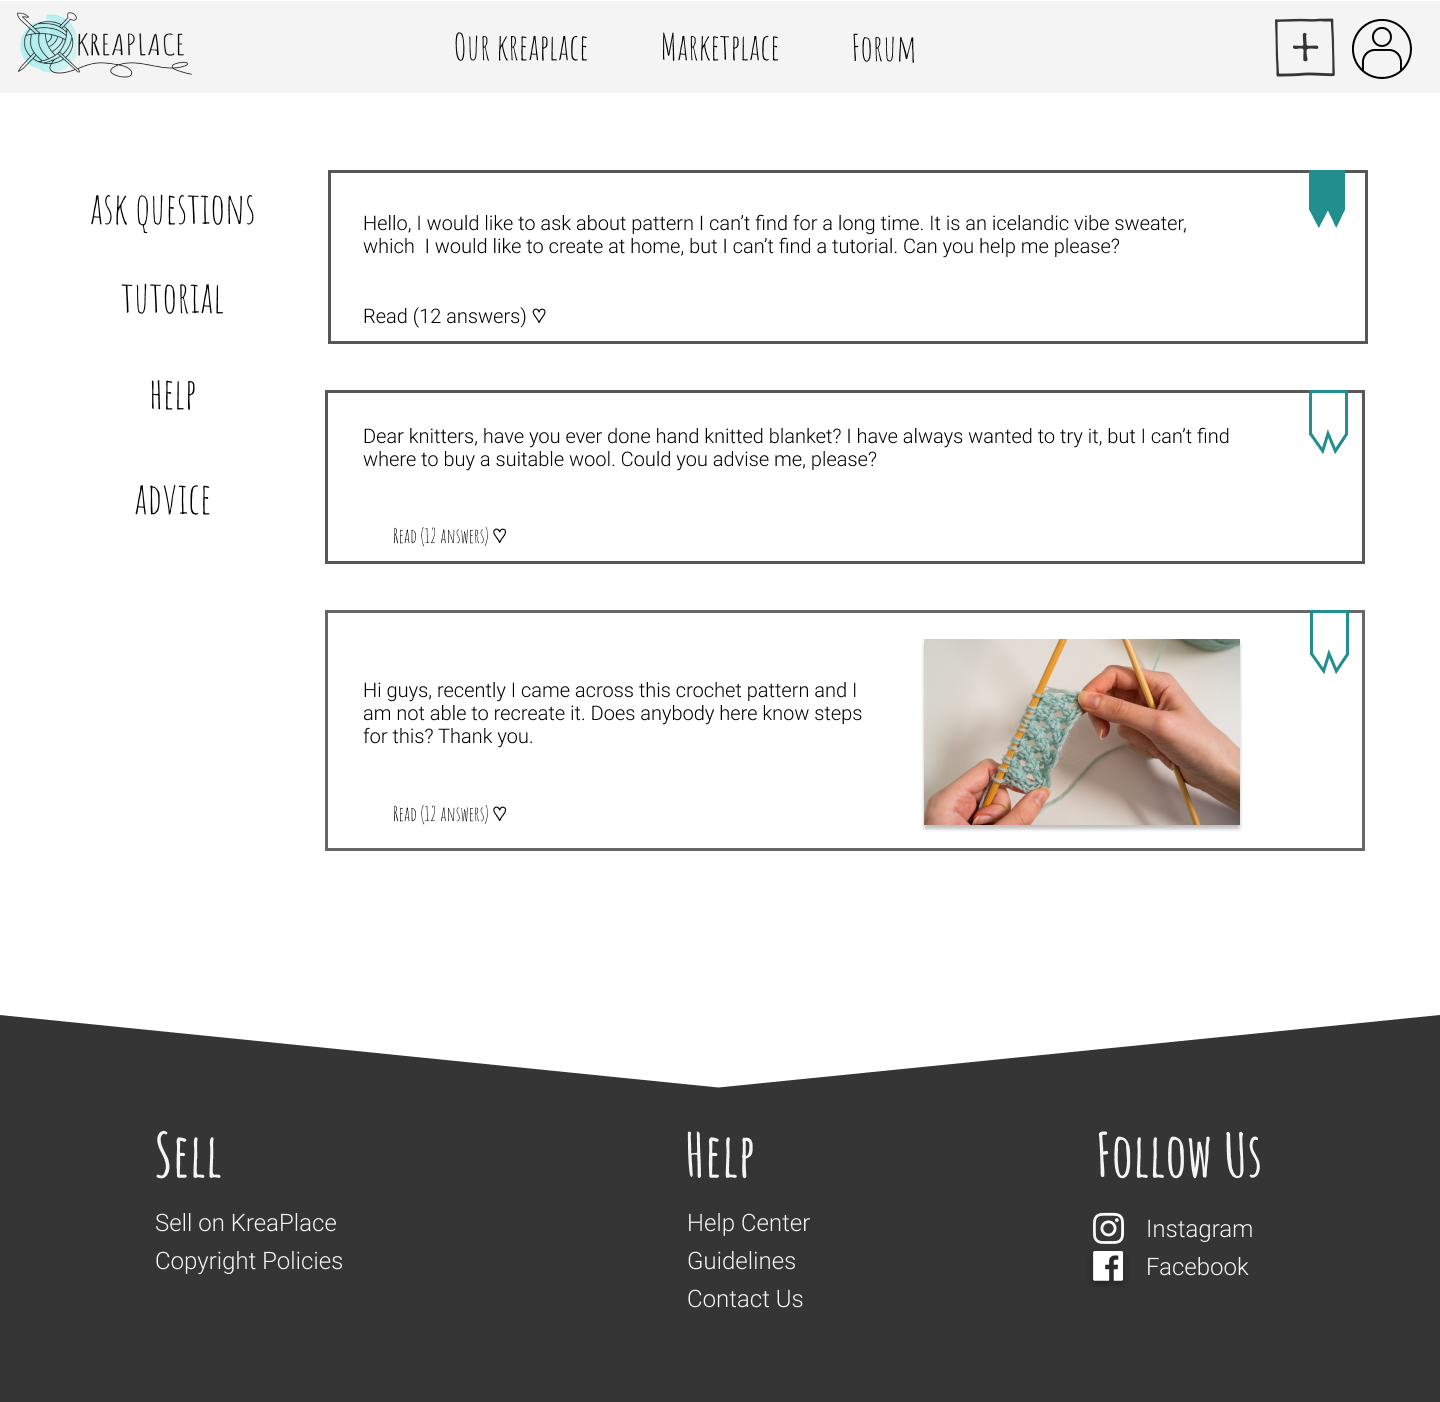 KREAPLACE
Our kreaplace
Marketplace
Forum
ask questions
tutorial
Help
advice
Hello, I would like to ask about pattern I can’t find for a long time. It is an icelandic vibe sweater,
which  I would like to create at home, but I can’t find a tutorial. Can you help me please?
Read (12 answers) ♡
Dear knitters, have you ever done hand knitted blanket? I have always wanted to try it, but I can’t find
where to buy a suitable wool. Could you advise me, please?
Read (12 answers) ♡
Hi guys, recently I came across this crochet pattern and I
am not able to recreate it. Does anybody here know steps
for this? Thank you.
Read (12 answers) ♡
Sell
Sell on KreaPlace
Copyright Policies
Help
Help Center
Guidelines
Contact Us
Follow Us
Instagram
Facebook